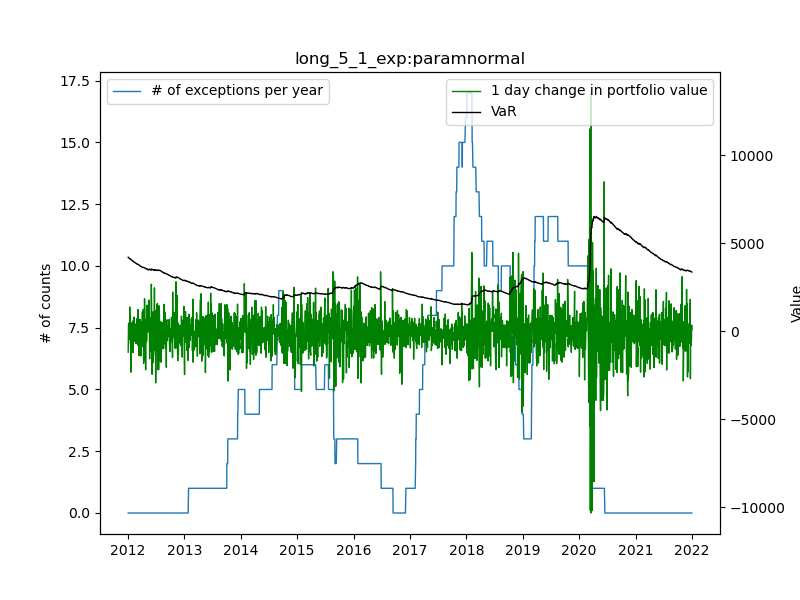 long_5_1_exp:paramnormal
# of exceptions per year
1 day change in portfolio value
VaR
17.5
15.0
12.5
10.0
7.5
5.0
2.5
0.0
# of counts
10000
5000
0
−5000
−10000
Value
2012 2013 2014 2015 2016 2017 2018 2019 2020 2021 2022